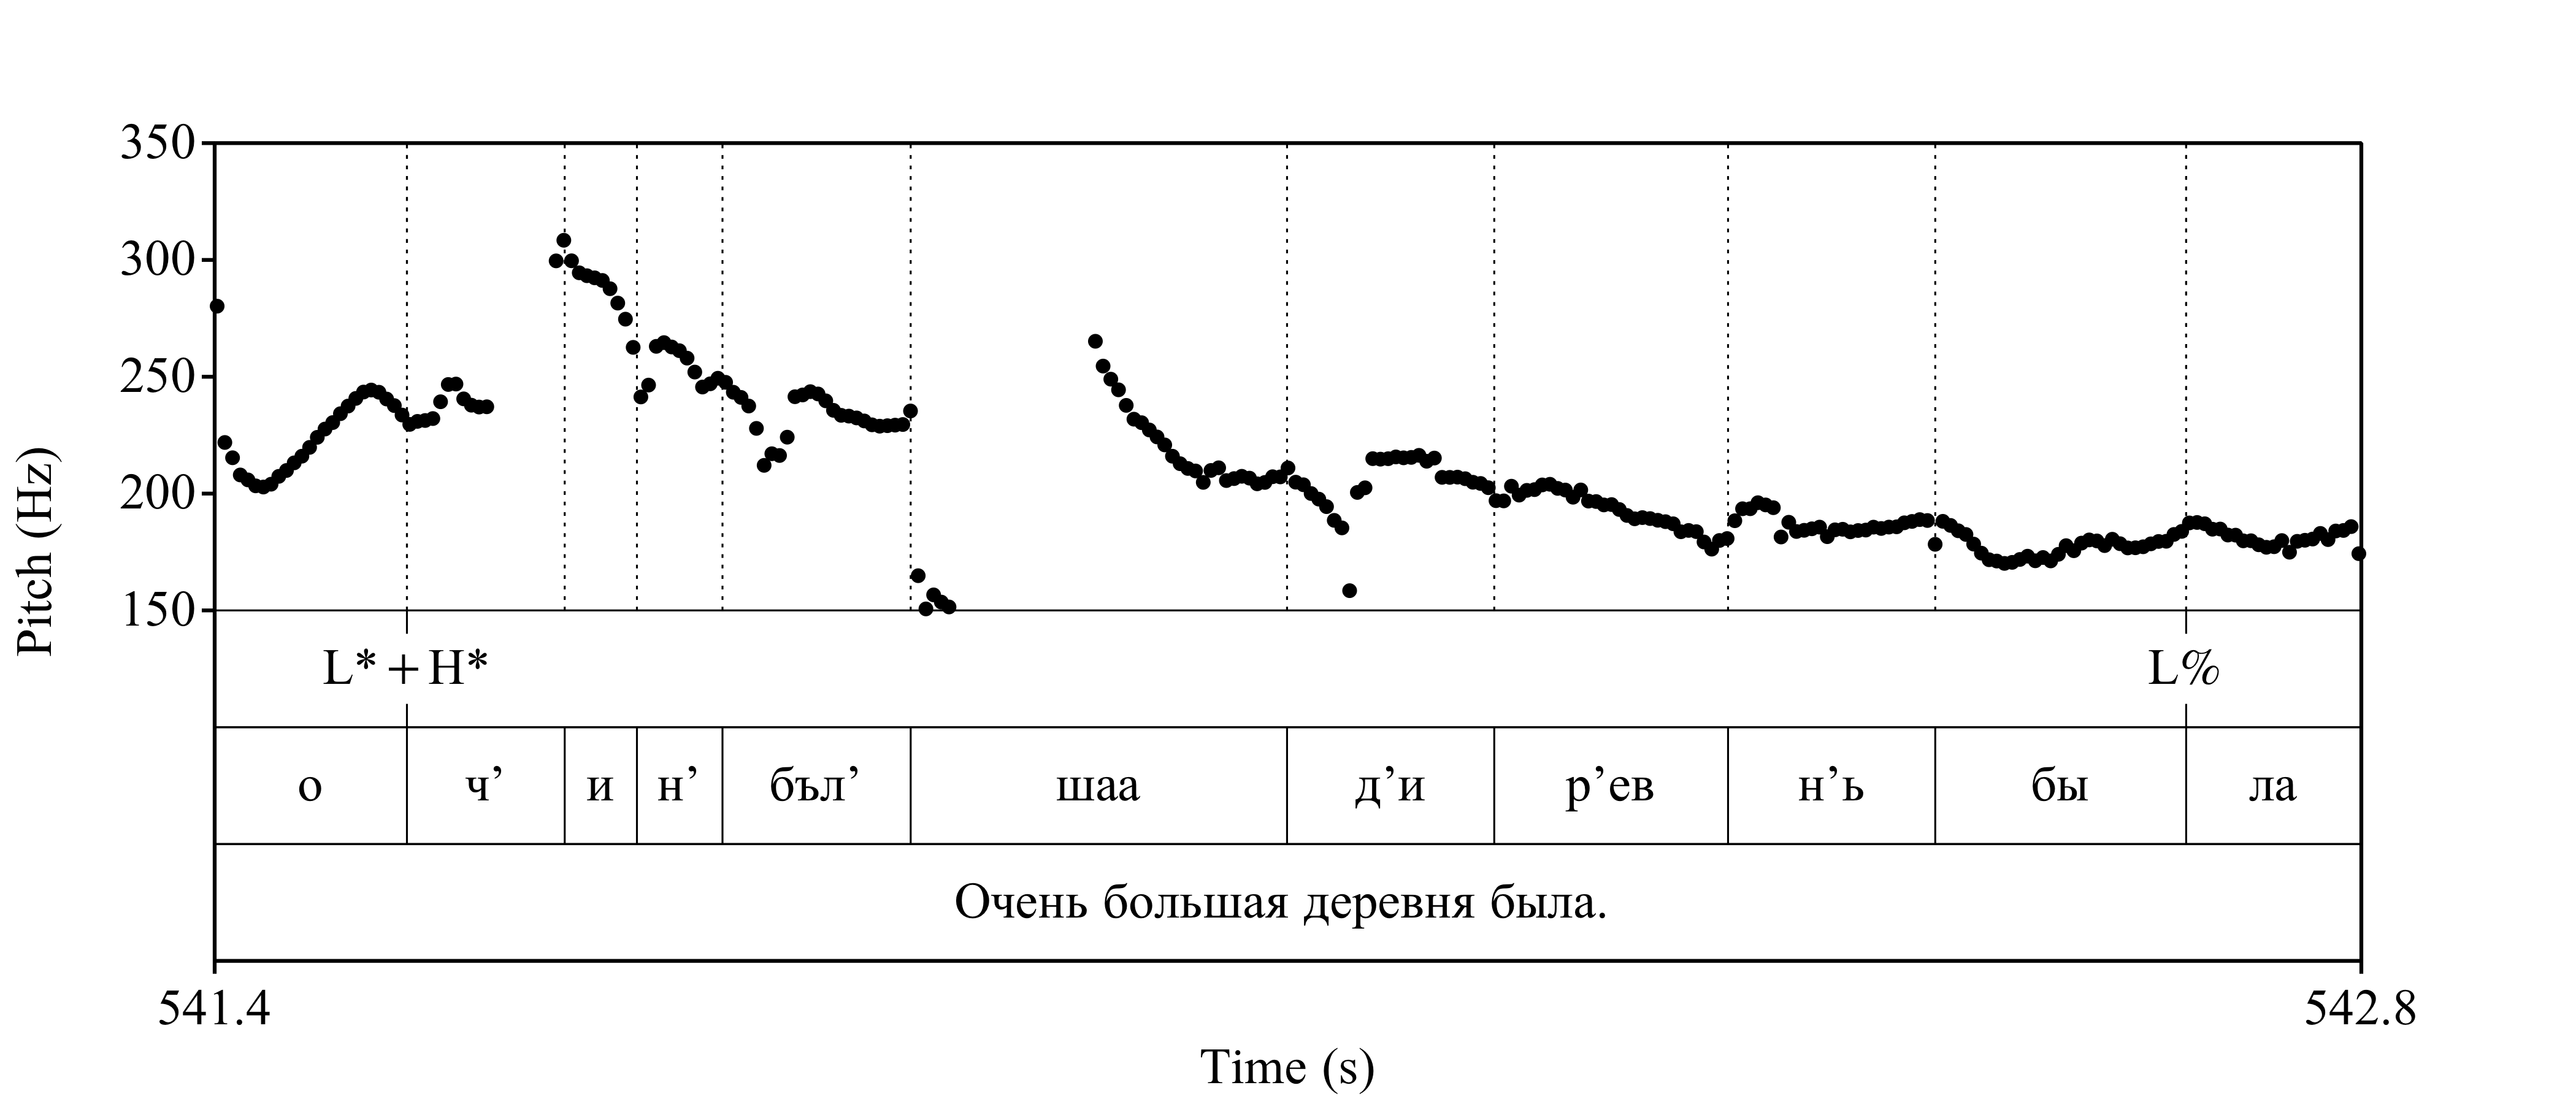 350
300
250
200
150
Pitch (Hz)
L* + H* L%
о ч’ и н’ бъл’ шаа д’и р’ев н’ь бы ла
Очень большая деревня была.
541.4 542.8
Time (s)